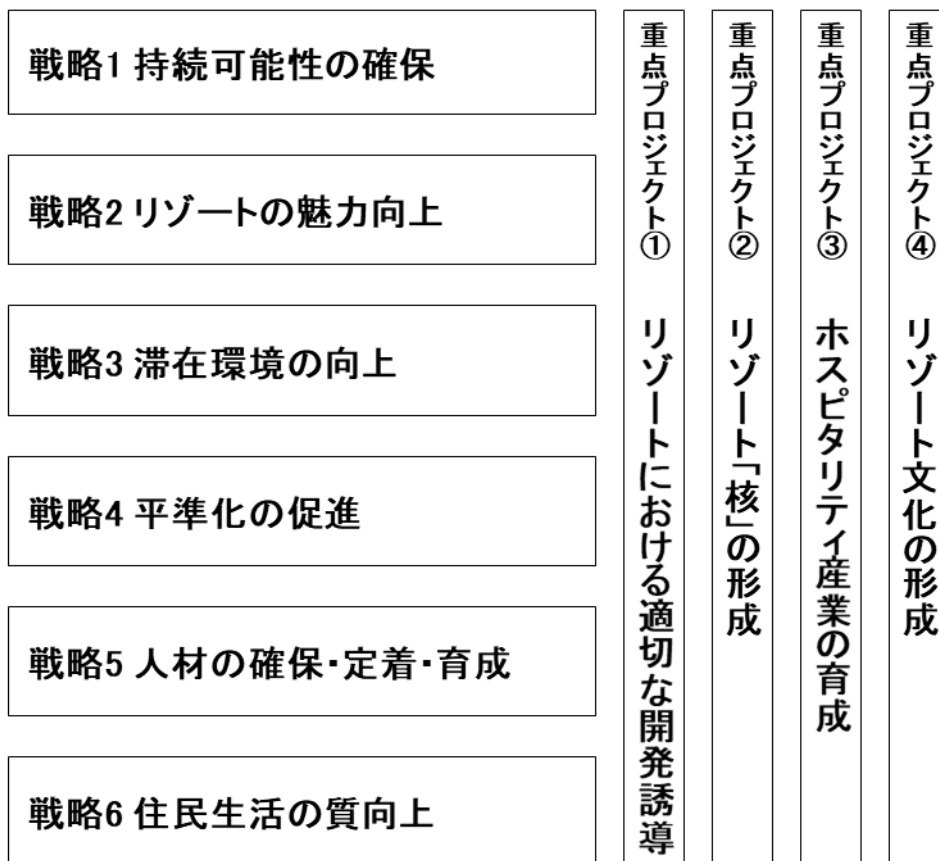 戦略1 持続可能性の確保
戦略2 リゾートの魅力向上
戦略3 滞在環境の向上
戦略4 平準化の促進
戦略5 人材の確保・定着・育成
戦略6 住民生活の質向上
重点プロジェクト① リゾートにおける適切な開発誘導
重点プロジェクト② リゾート「核」の形成
重点プロジェクト③ ホスピタリティ産業の育成
重点プロジェクト④ リゾート文化の形成